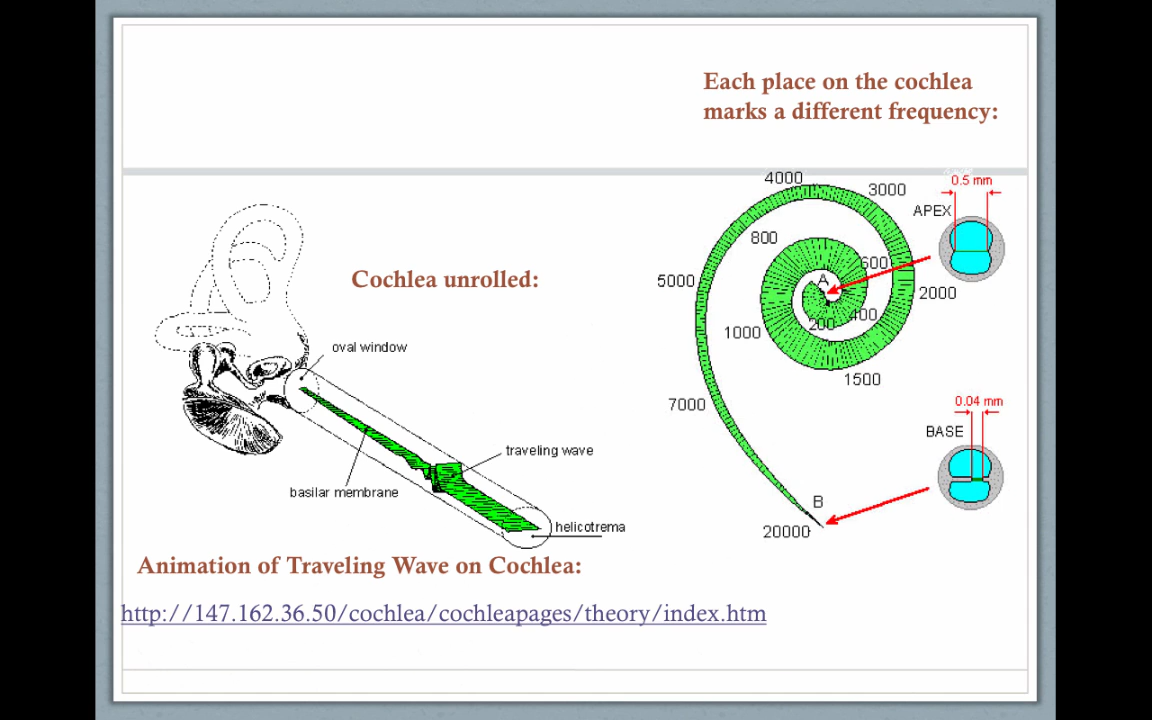 Each place on the cochlea
marks a different frequency:
4000
3000
0.5 mm
APEX
800
600
Cochlea unrolled:
5000
A
2000
400
200
1000
oval window
1500
7000
0.04 mm
BASE
traveling wave
basilar membrane
B
helicotrema
20000
Animation of Traveling Wave on Cochlea:
http://147.162.36.50/cochlea/cochleapages/theory/index.htm